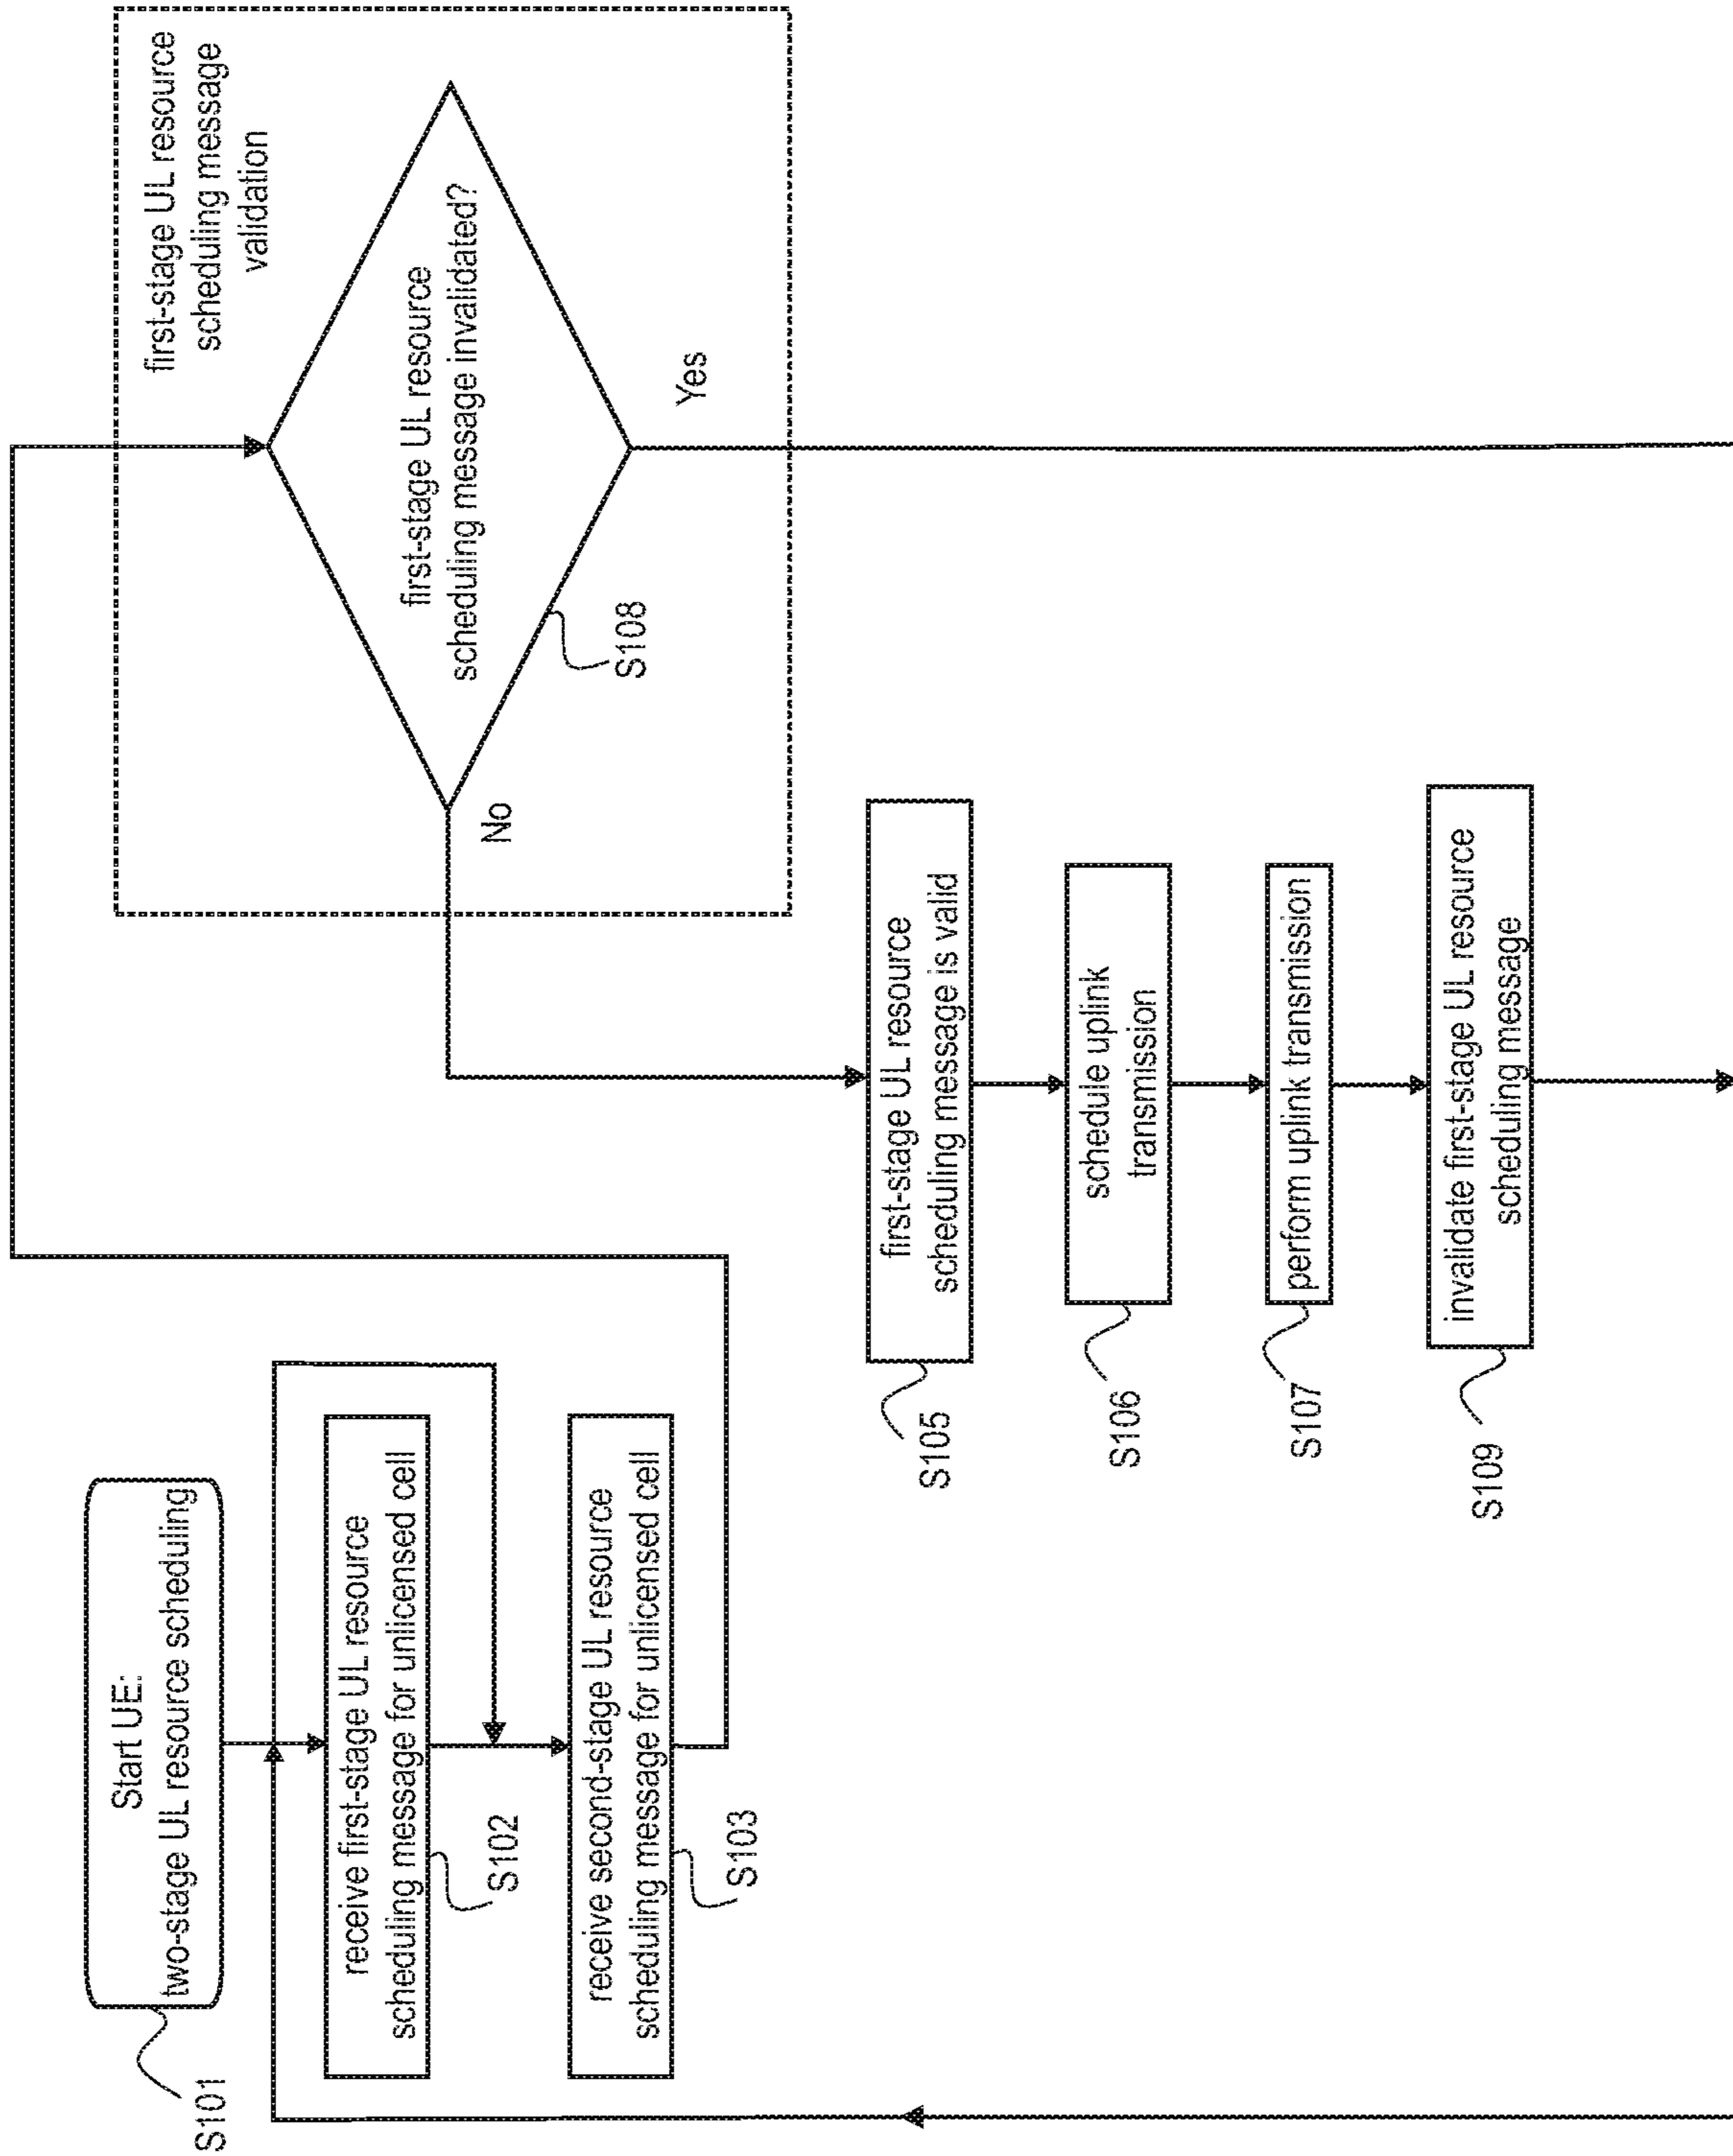 Start UE:
two-stage UL resource scheduling
S101
receive first-stage UL resource
scheduling message for unlicensed cell
S102
receive second-stage UL resource
scheduling message for unlicensed cell
S103
first-stage UL resource
scheduling message
validation
first-stage UL resource
scheduling message invalidated?
S108
No
Yes
first-stage UL resource
scheduling message is valid
S105
schedule uplink
transmission
S106
perform uplink transmission
S107
invalidate first-stage UL resource
scheduling message
S109